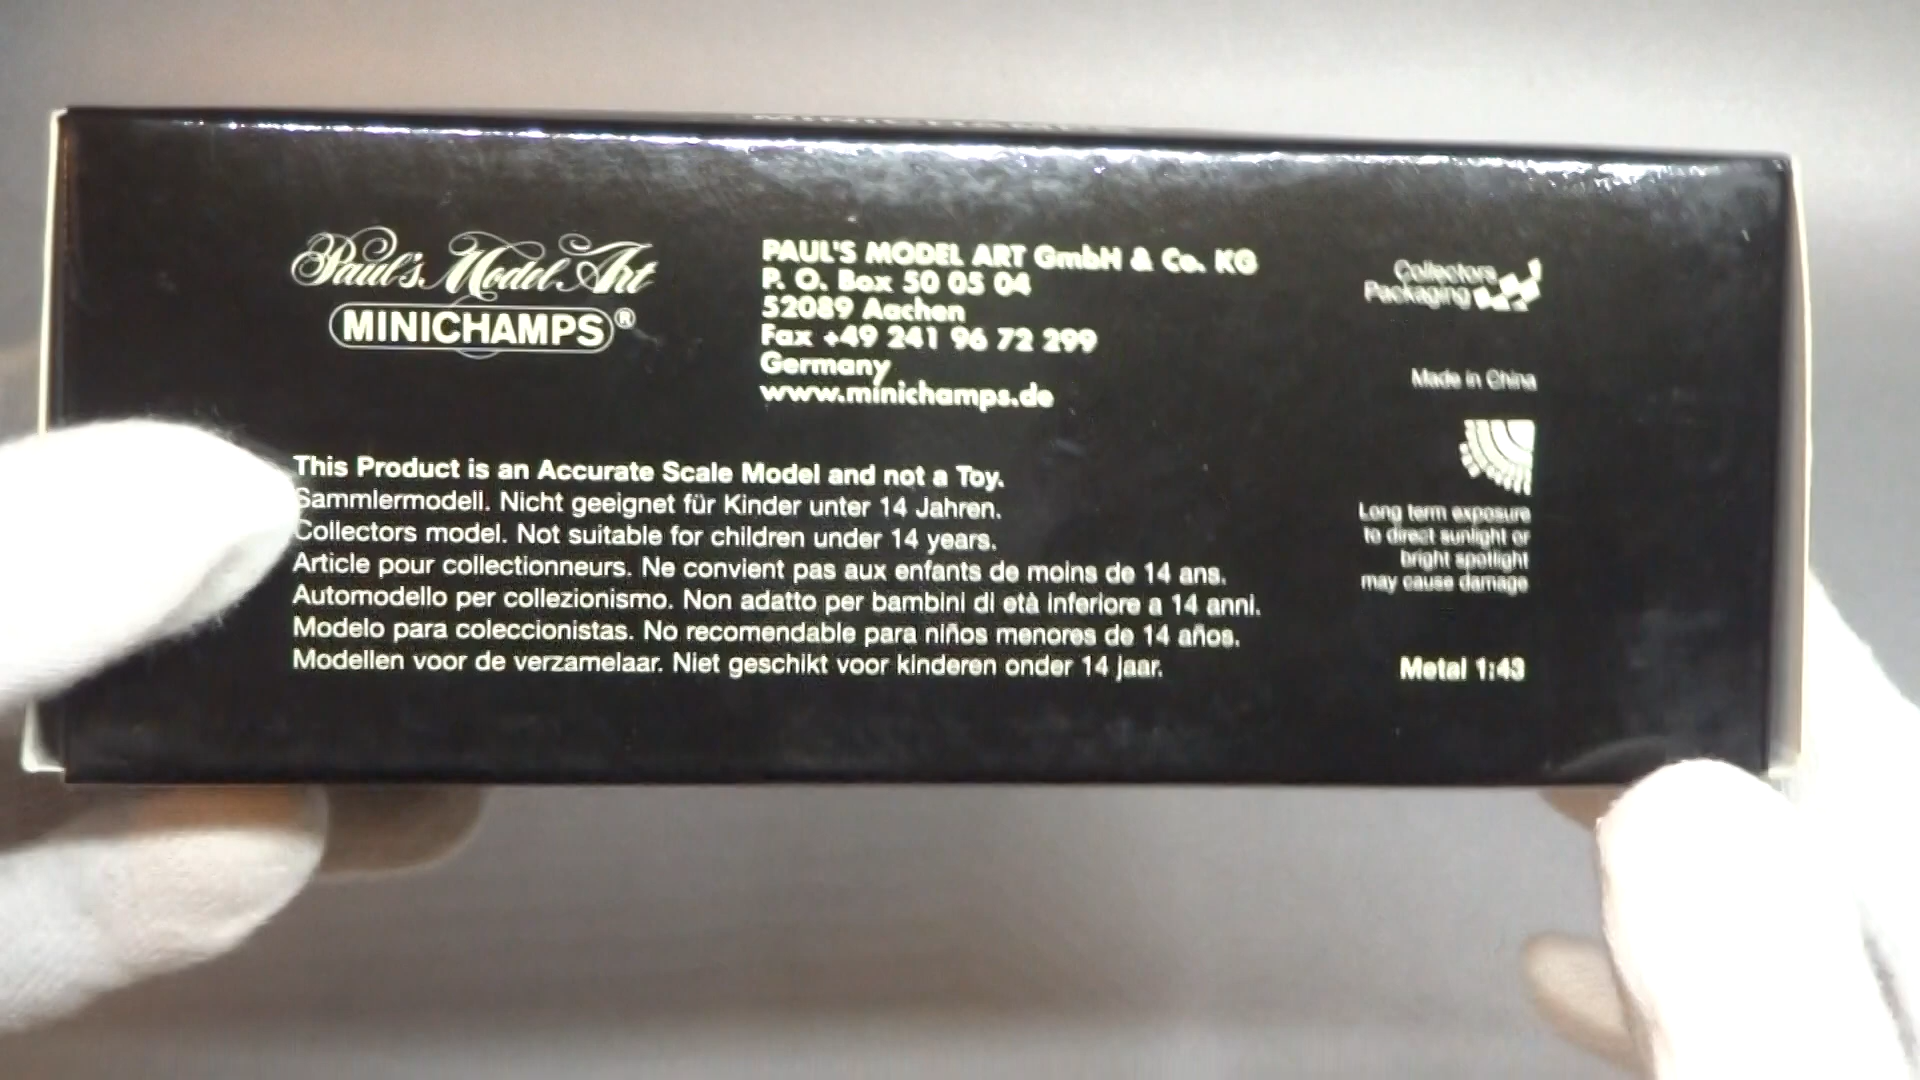 Paul's Model Art
MINICHAMPS®
PAUL'S MODEL ART GmbH & Co. KG
P. O. Box 50 05 04
52089 Aachen
Fax +49 241 96 72 299
Germany
www.minichamps.de
Collectors
Packaging
Made in China
This Product is an Accurate Scale Model and not a Toy.
Sammlermodell. Nicht geeignet für Kinder unter 14 Jahren.
Collectors model. Not suitable for children under 14 years.
Article pour collectionneurs. Ne convient pas aux enfants de moins de 14 ans.
Automodello per collezionismo. Non adatto per bambini di età inferiore a 14 anni.
Modelo para coleccionistas. No recomendable para niños menores de 14 años.
Modellen voor de verzamelaar. Niet geschikt voor kinderen onder 14 jaar.
Long term exposure
to direct sunlight or
bright spotlight
may cause damage
Metal 1:43